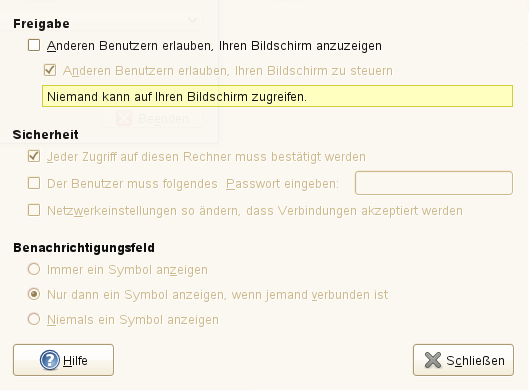 Freigabe
Anderen Benutzern erlauben, Ihren Bildschirm anzuzeigen
Anderen Benutzern erlauben, Ihren Bildschirm zu steuern
Niemand kann auf Ihren Bildschirm zugreifen.
Beenden
Sicherheit
Jeder Zugriff auf diesen Rechner muss bestätigt werden
Der Benutzer muss folgendes Passwort eingeben:
Netzwerkeinstellungen so ändern, dass Verbindungen akzeptiert werden
Benachrichtigungsfeld
Immer ein Symbol anzeigen
Nur dann ein Symbol anzeigen, wenn jemand verbunden ist
Niemals ein Symbol anzeigen
Hilfe
Schließen